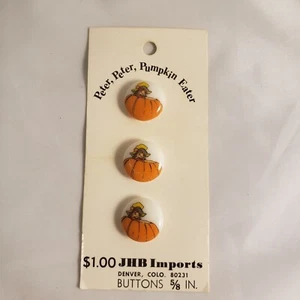 Peter, Peter, Pumpkin Eater
$1.00 JHB Imports
DENVER, COLO. 80231
BUTTONS 5/8 IN.